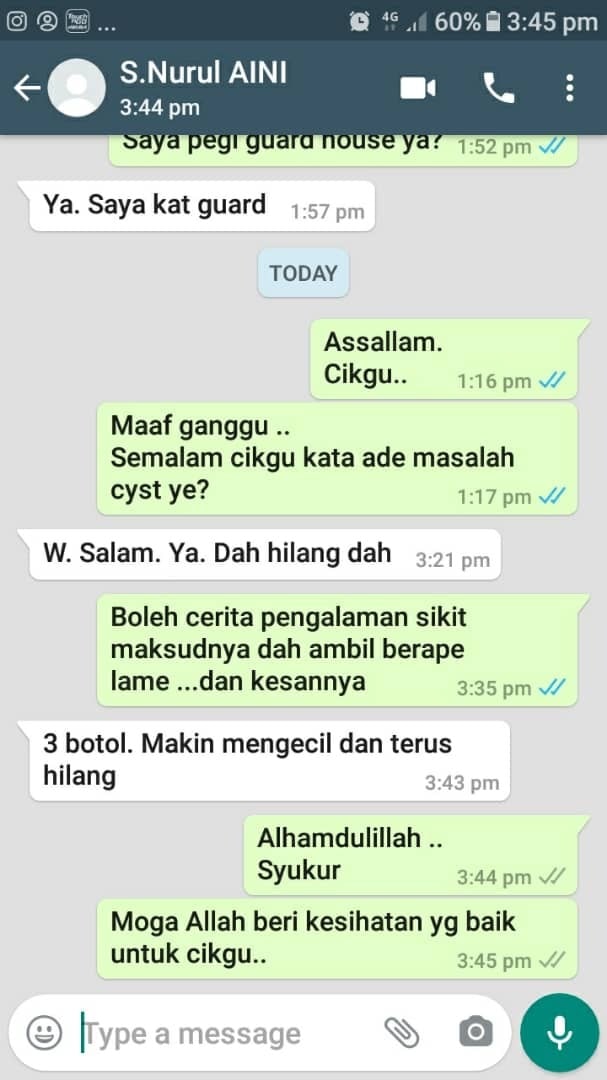 4G 60% 3:45 pm
S.Nurul AINI
3:44 pm
Saya pegi guard house ya? 1:52 pm
Ya. Saya kat guard 1:57 pm
TODAY
Assallam.
Cikgu.. 1:16 pm
Maaf ganggu ..
Semalam cikgu kata ade masalah
cyst ye? 1:17 pm
W. Salam. Ya. Dah hilang dah 3:21 pm
Boleh cerita pengalaman sikit
maksudnya dah ambil berape
lame ...dan kesannya 3:35 pm
3 botol. Makin mengecil dan terus
hilang 3:43 pm
Alhamdulillah ..
Syukur 3:44 pm
Moga Allah beri kesihatan yg baik
untuk cikgu.. 3:45 pm
Type a message